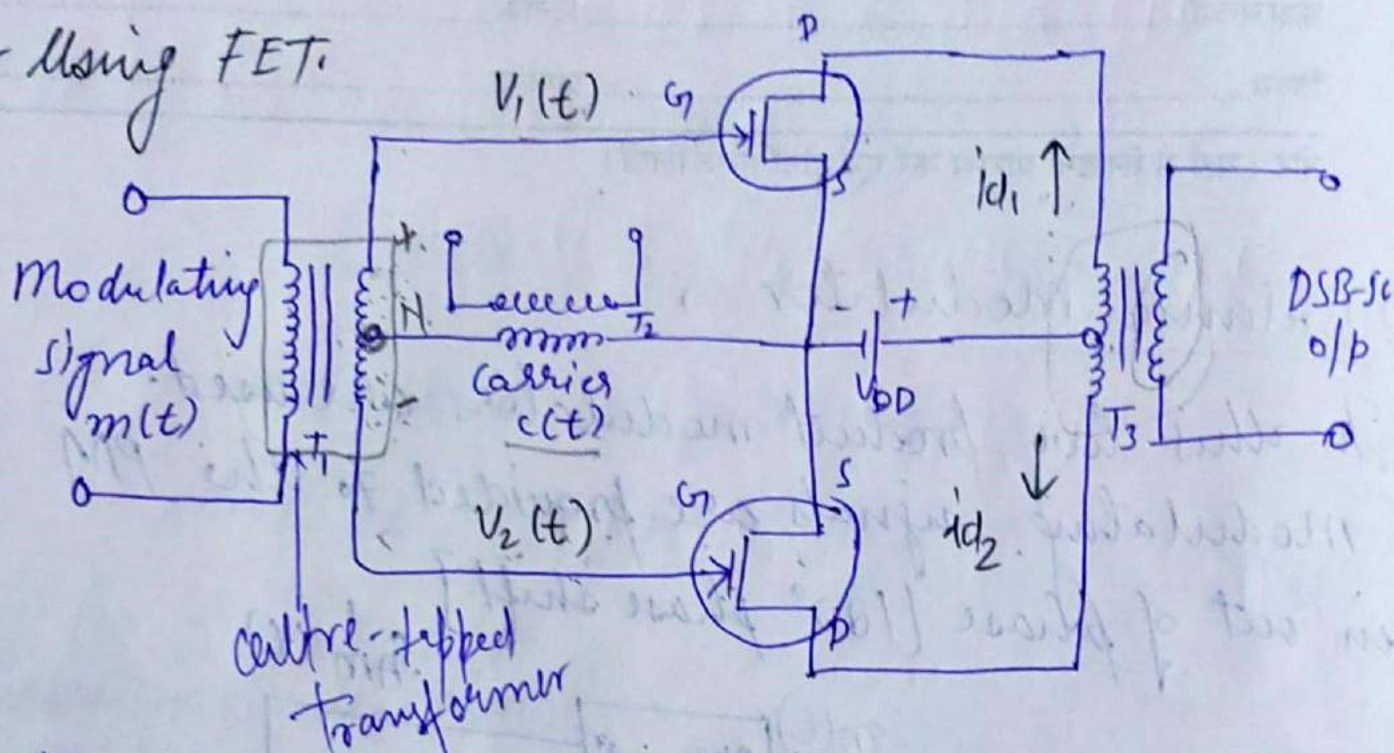 - Using FET.
D
V₁(t)
G
S
id₁ ↑
Modulating
signal
m(t)
+
N
-
T₁
T₂
carrier
c(t)
+
VDD
T3
DSB-SC
o/p
V₂(t)
G
S
D
↓
id₂
centre-tapped
transformer